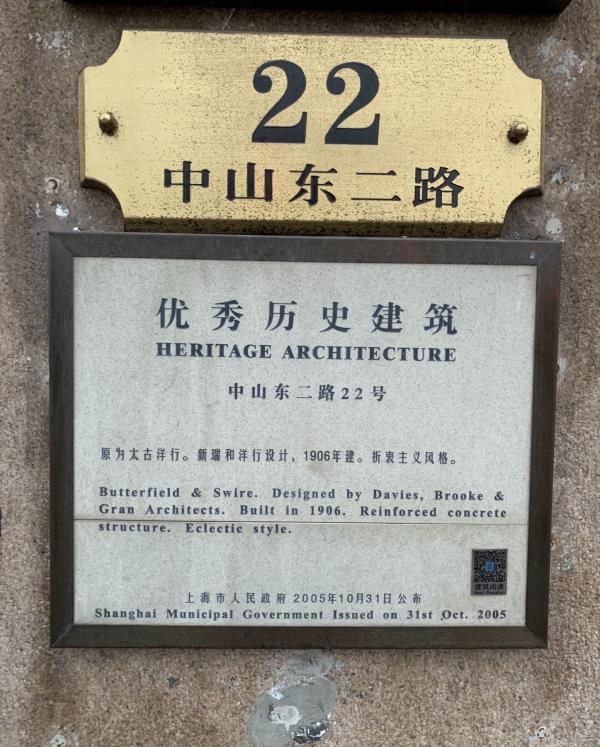 22
中山东二路
优秀历史建筑
HERITAGE ARCHITECTURE
中山东二路22号
原为太古洋行。新瑞和洋行设计，1906年建。折衷主义风格。
Butterfield & Swire. Designed by Davies, Brooke &
Gran Architects. Built in 1906. Reinforced concrete
structure. Eclectic style.
建筑阅读
上海市人民政府 2005年10月31日公布
Shanghai Municipal Government Issued on 31st Oct. 2005